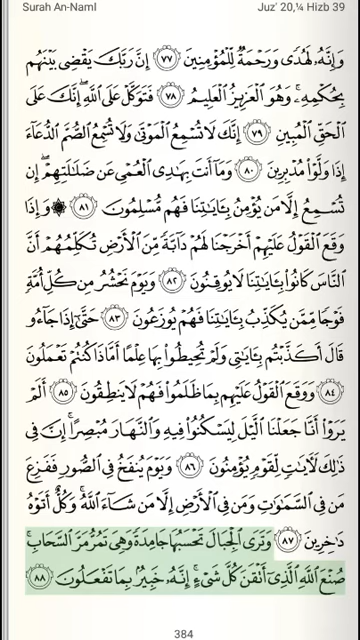 Surah An-Naml
Juz' 20,¼ Hizb 39
وَإِنَّهُۥ لَهُدٗى وَرَحۡمَةٞ لِّلۡمُؤۡمِنِينَ ٧٧ إِنَّ رَبَّكَ يَقۡضِي بَيۡنَهُم
بِحُكۡمِهِۦۚ وَهُوَ ٱلۡعَزِيزُ ٱلۡعَلِيمُ ٧٨ فَتَوَكَّلۡ عَلَى ٱللَّهِۖ إِنَّكَ عَلَى
ٱلۡحَقِّ ٱلۡمُبِينِ ٧٩ إِنَّكَ لَا تُسۡمِعُ ٱلۡمَوۡتَىٰ وَلَا تُسۡمِعُ ٱلصُّمَّ ٱلدُّعَآءَ
إِذَا وَلَّوۡاْ مُدۡبِرِينَ ٨٠ وَمَآ أَنتَ بِهَٰدِي ٱلۡعُمۡيِ عَن ضَلَٰلَتِهِمۡۖ إِن
تُسۡمِعُ إِلَّا مَن يُؤۡمِنُ بِـَٔايَٰتِنَا فَهُم مُّسۡلِمُونَ ٨١ ۞ وَإِذَا
وَقَعَ ٱلۡقَوۡلُ عَلَيۡهِمۡ أَخۡرَجۡنَا لَهُمۡ دَآبَّةٗ مِّنَ ٱلۡأَرۡضِ تُكَلِّمُهُمۡ أَنَّ
ٱلنَّاسَ كَانُواْ بِـَٔايَٰتِنَا لَا يُوقِنُونَ ٨٢ وَيَوۡمَ نَحۡشُرُ مِن كُلِّ أُمَّةٖ
فَوۡجٗا مِّمَّن يُكَذِّبُ بِـَٔايَٰتِنَا فَهُمۡ يُوزَعُونَ ٨٣ حَتَّىٰٓ إِذَا جَآءُو
قَالَ أَكَذَّبۡتُم بِـَٔايَٰتِي وَلَمۡ تُحِيطُواْ بِهَا عِلۡمًا أَمَّاذَا كُنتُمۡ تَعۡمَلُونَ
٨٤ وَوَقَعَ ٱلۡقَوۡلُ عَلَيۡهِم بِمَا ظَلَمُواْ فَهُمۡ لَا يَنطِقُونَ ٨٥ أَلَمۡ
يَرَوۡاْ أَنَّا جَعَلۡنَا ٱلَّيۡلَ لِيَسۡكُنُواْ فِيهِ وَٱلنَّهَارَ مُبۡصِرًاۚ إِنَّ فِي
ذَٰلِكَ لَأٓيَٰتٖ لِّقَوۡمٖ يُؤۡمِنُونَ ٨٦ وَيَوۡمَ يُنفَخُ فِي ٱلصُّورِ فَفَزِعَ
مَن فِي ٱلسَّمَٰوَٰتِ وَمَن فِي ٱلۡأَرۡضِ إِلَّا مَن شَآءَ ٱللَّهُۚ وَكُلٌّ أَتَوۡهُ
دَٰخِرِينَ ٨٧ وَتَرَى ٱلۡجِبَالَ تَحۡسَبُهَا جَامِدَةٗ وَهِيَ تَمُرُّ مَرَّ ٱلسَّحَابِۚ
صُنۡعَ ٱللَّهِ ٱلَّذِيٓ أَتۡقَنَ كُلَّ شَيۡءٍۚ إِنَّهُۥ خَبِيرُۢ بِمَا تَفۡعَلُونَ ٨٨
384